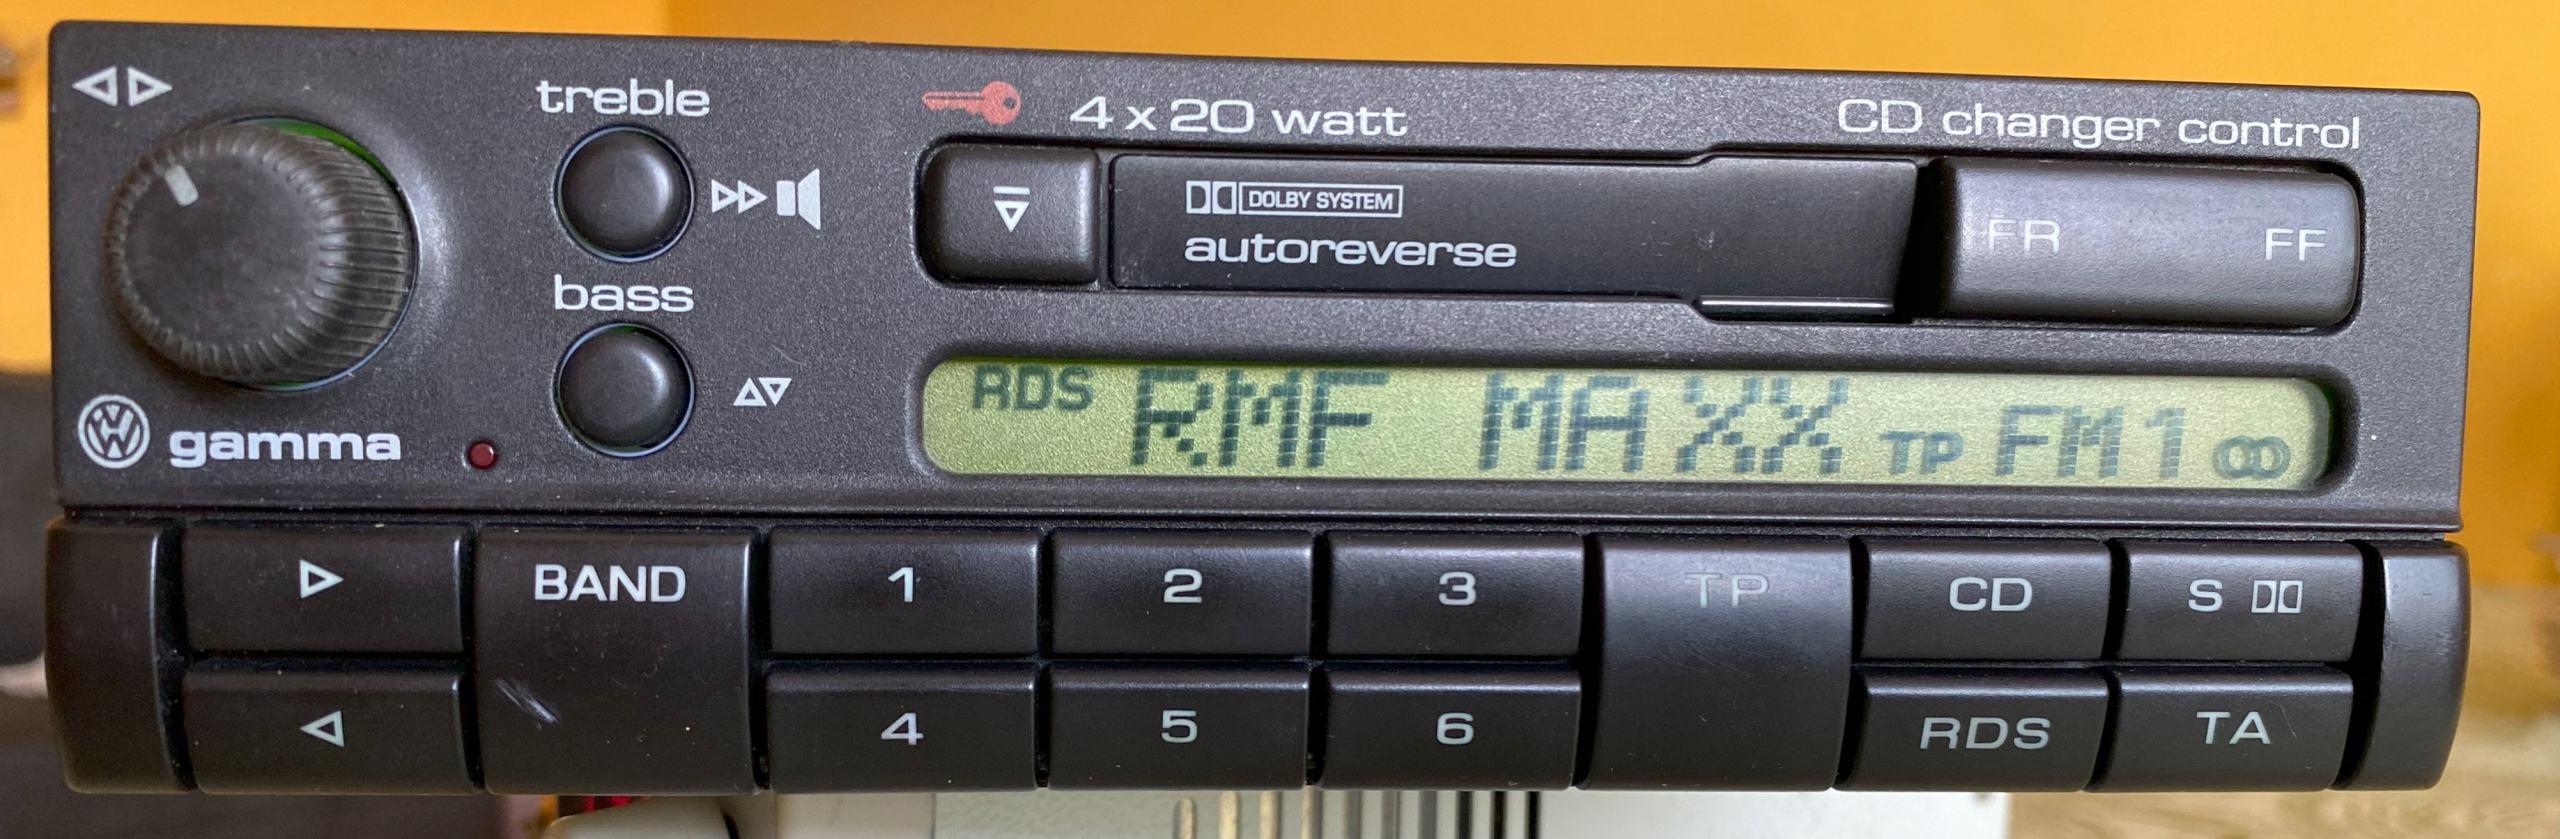 treble
4 x 20 watt
CD changer control
DOLBY SYSTEM
autoreverse
FR FF
bass
RDS RMF MAXX TP FM1
VW gamma
BAND 1 2 3 TP CD S
4 5 6 RDS TA